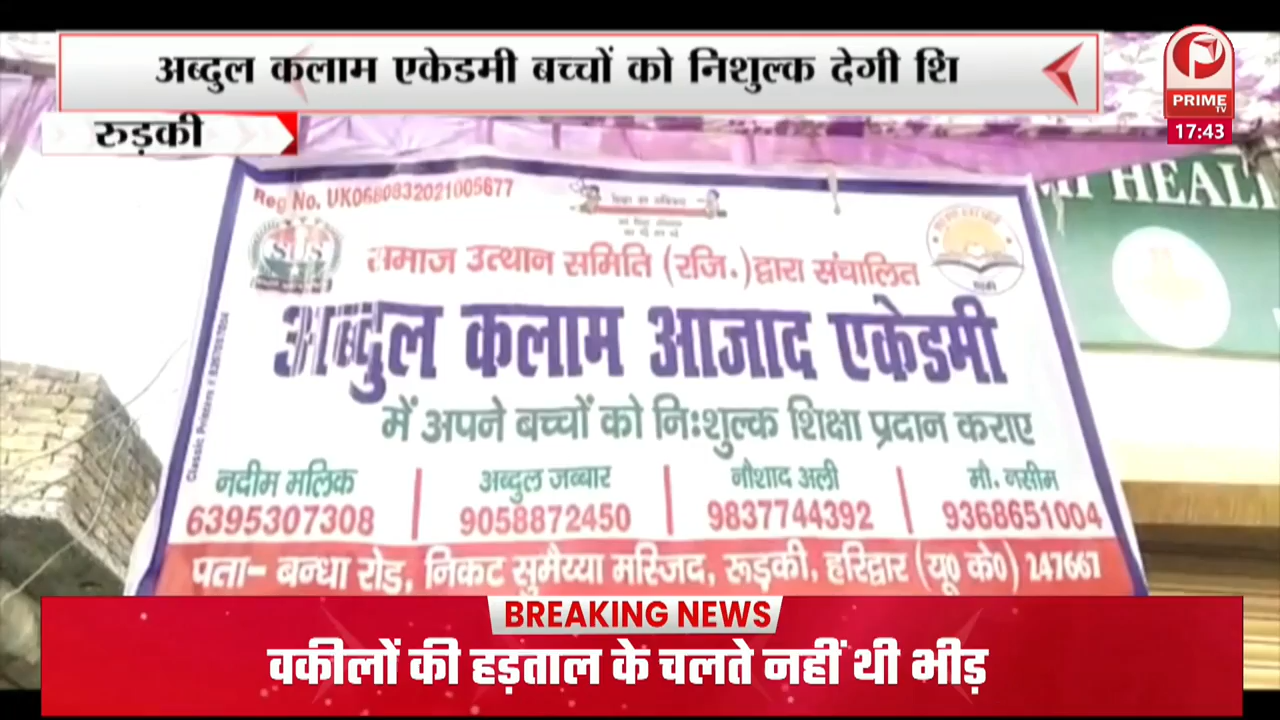 अब्दुल कलाम एकेडमी बच्चों को निशुल्क देगी शि
PRIME TV
17:43
रुड़की
HEAL
Reg No. UK0680832021005677
समाज उत्थान समिति (रजि.) द्वारा संचालित
अब्दुल कलाम आजाद एकेडमी
में अपने बच्चों को निःशुल्क शिक्षा प्रदान कराए
नदीम मलिक
6395307308
अब्दुल जब्बार
9058872450
नौशाद अली
9837744392
मौ. नसीम
9368651004
पता- बन्धा रोड, निकट सुमैय्या मस्जिद, रूड़की, हरिद्वार (यू० के०) 247667
BREAKING NEWS
वकीलों की हड़ताल के चलते नहीं थी भीड़